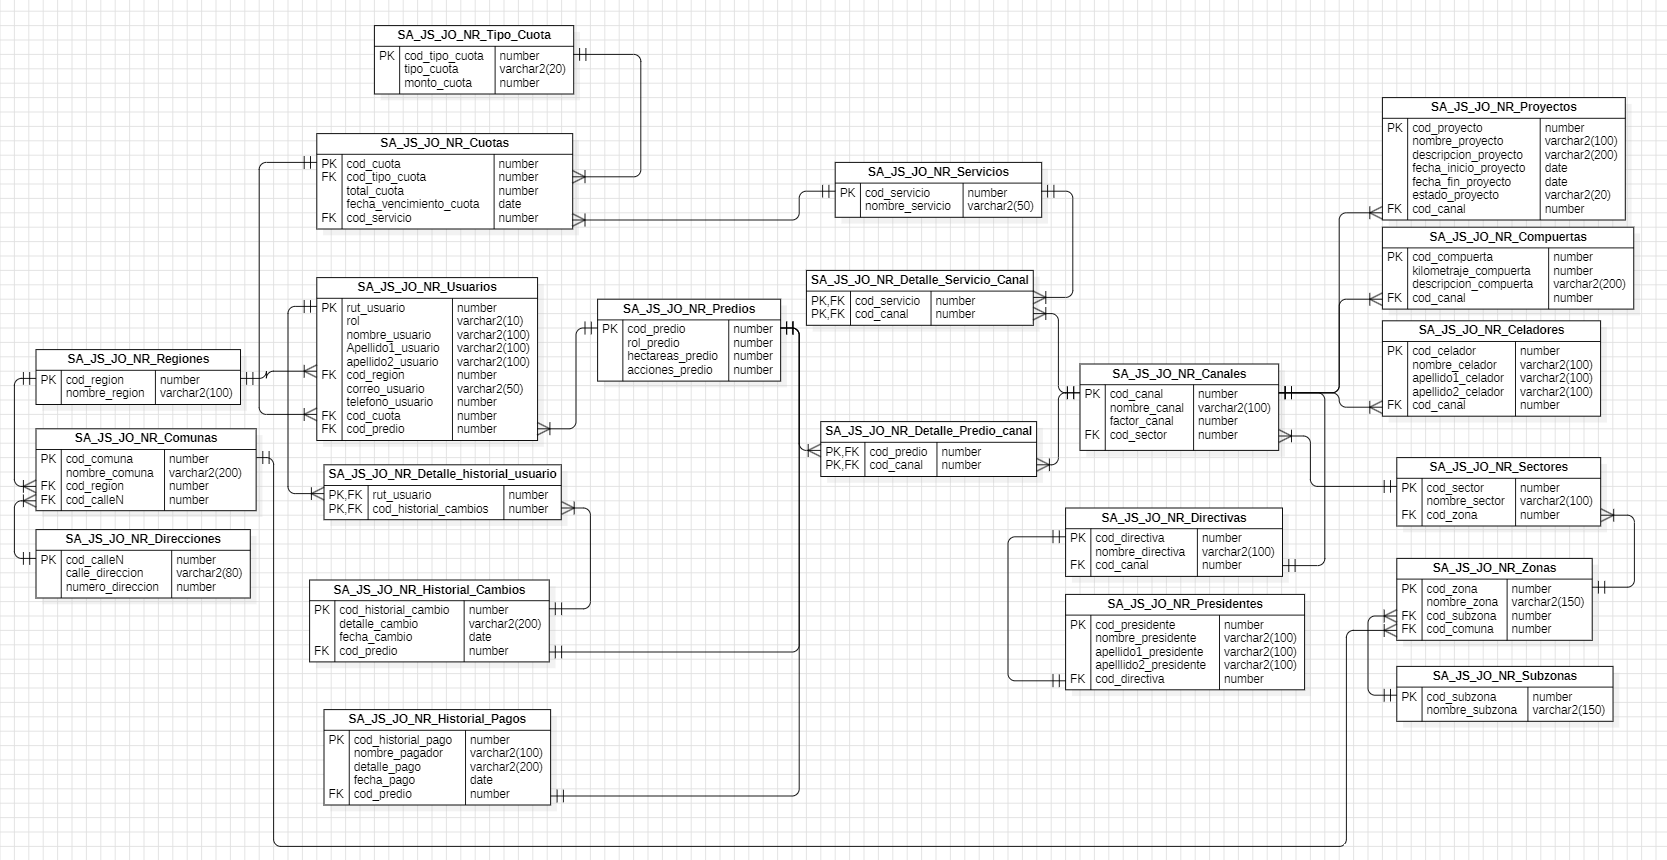 SA_JS_JO_NR_Tipo_Cuota
PK cod_tipo_cuota number
tipo_cuota varchar2(20)
monto_cuota number
SA_JS_JO_NR_Cuotas
PK cod_cuota number
FK cod_tipo_cuota number
total_cuota number
fecha_vencimiento_cuota date
FK cod_servicio number
SA_JS_JO_NR_Usuarios
PK rut_usuario number
rol varchar2(10)
nombre_usuario varchar2(100)
Apellido1_usuario varchar2(100)
apellido2_usuario varchar2(100)
FK cod_region number
correo_usuario varchar2(50)
telefono_usuario number
FK cod_cuota number
FK cod_predio number
SA_JS_JO_NR_Regiones
PK cod_region number
nombre_region varchar2(100)
SA_JS_JO_NR_Comunas
PK cod_comuna number
nombre_comuna varchar2(200)
FK cod_region number
FK cod_calleN number
SA_JS_JO_NR_Direcciones
PK cod_calleN number
calle_direccion varchar2(80)
numero_direccion number
SA_JS_JO_NR_Detalle_historial_usuario
PK,FK rut_usuario number
PK,FK cod_historial_cambios number
SA_JS_JO_NR_Historial_Cambios
PK cod_historial_cambio number
detalle_cambio varchar2(200)
fecha_cambio date
FK cod_predio number
SA_JS_JO_NR_Historial_Pagos
PK cod_historial_pago number
nombre_pagador varchar2(100)
detalle_pago varchar2(200)
fecha_pago date
FK cod_predio number
SA_JS_JO_NR_Predios
PK cod_predio number
rol_predio number
hectareas_predio number
acciones_predio number
SA_JS_JO_NR_Servicios
PK cod_servicio number
nombre_servicio varchar2(50)
SA_JS_JO_NR_Detalle_Servicio_Canal
PK,FK cod_servicio number
PK,FK cod_canal number
SA_JS_JO_NR_Detalle_Predio_canal
PK,FK cod_predio number
PK,FK cod_canal number
SA_JS_JO_NR_Canales
PK cod_canal number
nombre_canal varchar2(100)
factor_canal number
FK cod_sector number
SA_JS_JO_NR_Directivas
PK cod_directiva number
nombre_directiva varchar2(100)
FK cod_canal number
SA_JS_JO_NR_Presidentes
PK cod_presidente number
nombre_presidente varchar2(100)
apellido1_presidente varchar2(100)
apelllido2_presidente varchar2(100)
FK cod_directiva number
SA_JS_JO_NR_Proyectos
PK cod_proyecto number
nombre_proyecto varchar2(100)
descripcion_proyecto varchar2(200)
fecha_inicio_proyecto date
fecha_fin_proyecto date
estado_proyecto varchar2(20)
FK cod_canal number
SA_JS_JO_NR_Compuertas
PK cod_compuerta number
kilometraje_compuerta number
descripcion_compuerta varchar2(200)
FK cod_canal number
SA_JS_JO_NR_Celadores
PK cod_celador number
nombre_celador varchar2(100)
apellido1_celador varchar2(100)
apellido2_celador varchar2(100)
FK cod_canal number
SA_JS_JO_NR_Sectores
PK cod_sector number
nombre_sector varchar2(100)
FK cod_zona number
SA_JS_JO_NR_Zonas
PK cod_zona number
nombre_zona varchar2(150)
FK cod_subzona number
FK cod_comuna number
SA_JS_JO_NR_Subzonas
PK cod_subzona number
nombre_subzona varchar2(150)